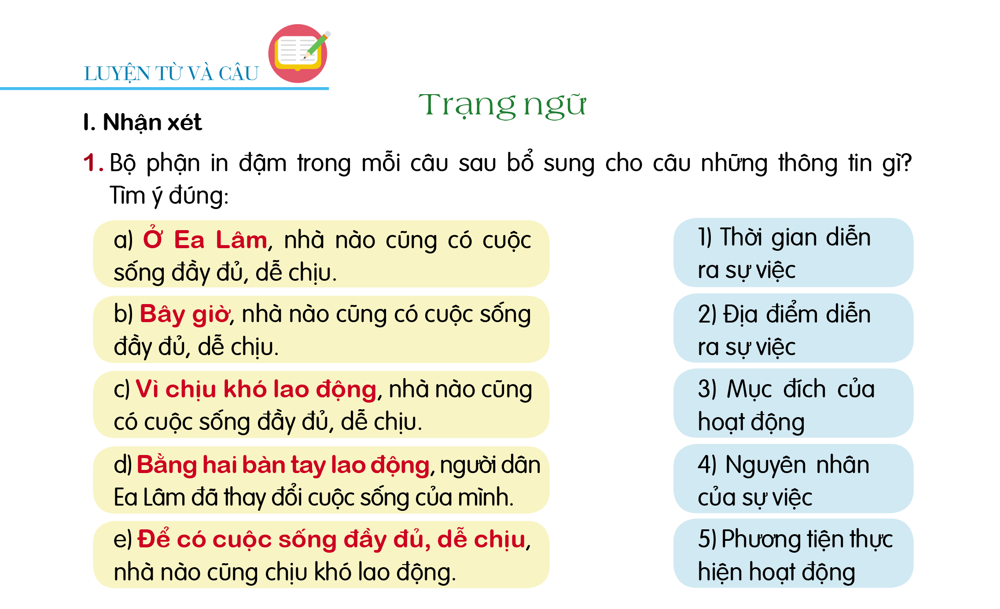 LUYỆN TỪ VÀ CÂU
Trạng ngữ
I. Nhận xét
1. Bộ phận in đậm trong mỗi câu sau bổ sung cho câu những thông tin gì?
Tìm ý đúng:
a) Ở Ea Lâm, nhà nào cũng có cuộc
sống đầy đủ, dễ chịu.
b) Bây giờ, nhà nào cũng có cuộc sống
đầy đủ, dễ chịu.
c) Vì chịu khó lao động, nhà nào cũng
có cuộc sống đầy đủ, dễ chịu.
d) Bằng hai bàn tay lao động, người dân
Ea Lâm đã thay đổi cuộc sống của mình.
e) Để có cuộc sống đầy đủ, dễ chịu,
nhà nào cũng chịu khó lao động.
1) Thời gian diễn
ra sự việc
2) Địa điểm diễn
ra sự việc
3) Mục đích của
hoạt động
4) Nguyên nhân
của sự việc
5) Phương tiện thực
hiện hoạt động